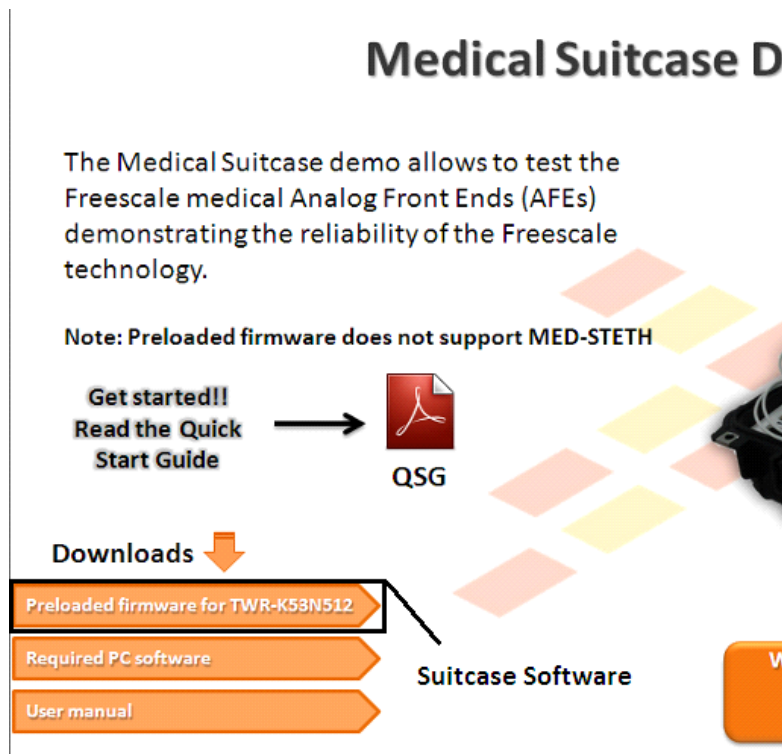 Medical Suitcase D
The Medical Suitcase demo allows to test the
Freescale medical Analog Front Ends (AFEs)
demonstrating the reliability of the Freescale
technology.
Note: Preloaded firmware does not support MED-STETH
Get started!!
Read the Quick
Start Guide
QSG
Downloads
Preloaded firmware for TWR-K53N512
Required PC software
Suitcase Software
User manual
W